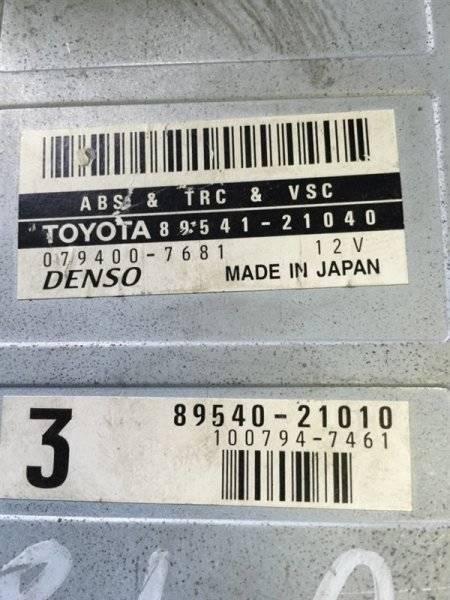 ABS & TRC & VSC
TOYOTA 89541-21040
079400-7681 12V
DENSO MADE IN JAPAN
3
89540-21010
100794-7461